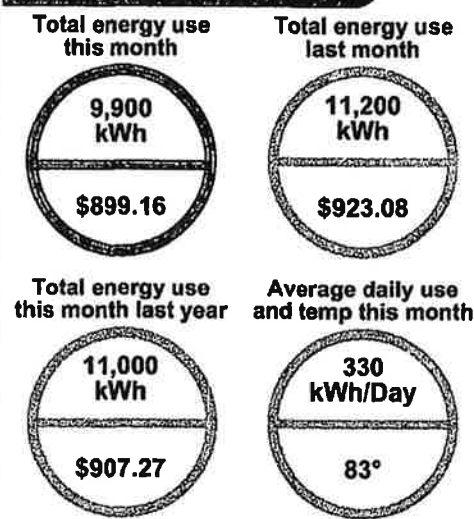 Total energy use
this month
9,900
kWh
$899.16
Total energy use
last month
11,200
kWh
$923.08
Total energy use
this month last year
11,000
kWh
$907.27
Average daily use
and temp this month
330
kWh/Day
83°